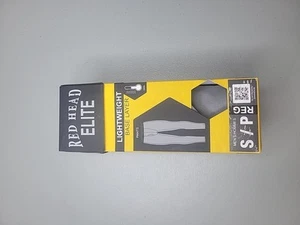 RED HEAD
ELITE
LIGHTWEIGHT
BASE LAYER
REG
S/P